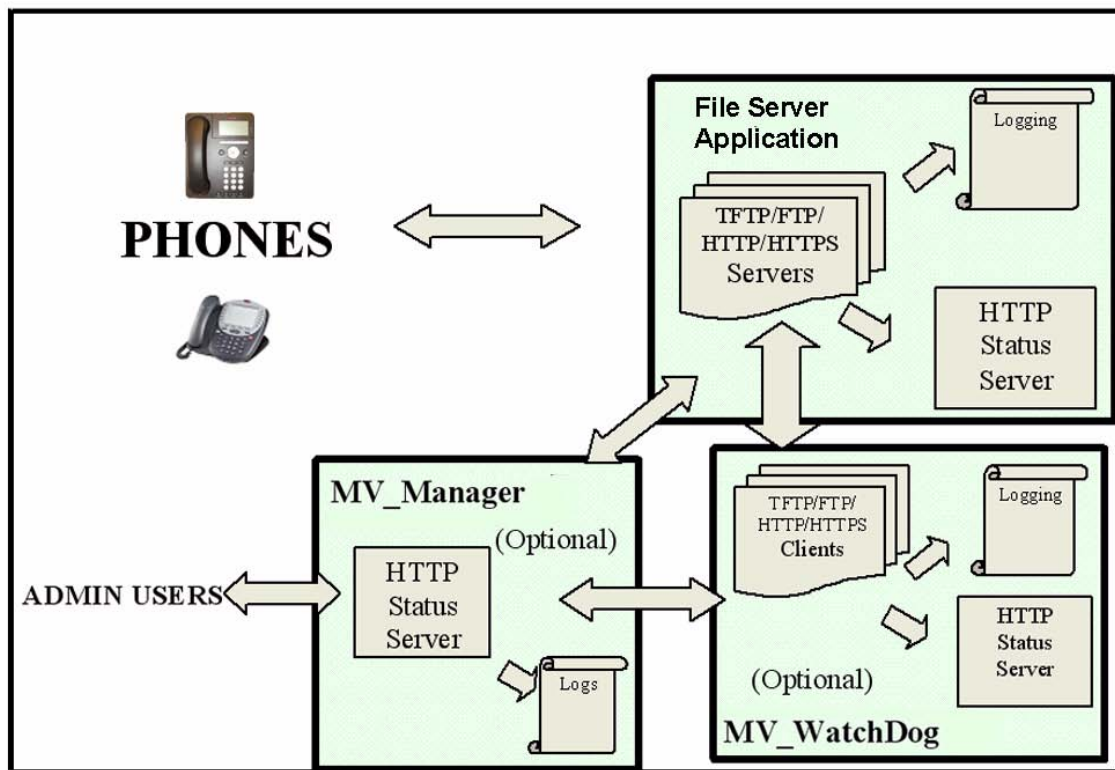 File Server
Application
Logging
TFTP/FTP/
HTTP/HTTPS
Servers
PHONES
HTTP
Status
Server
MV_Manager
(Optional)
HTTP
Status
Server
Logs
ADMIN USERS
TFTP/FTP/
HTTP/HTTPS
Clients
Logging
HTTP
Status
Server
(Optional)
MV_WatchDog